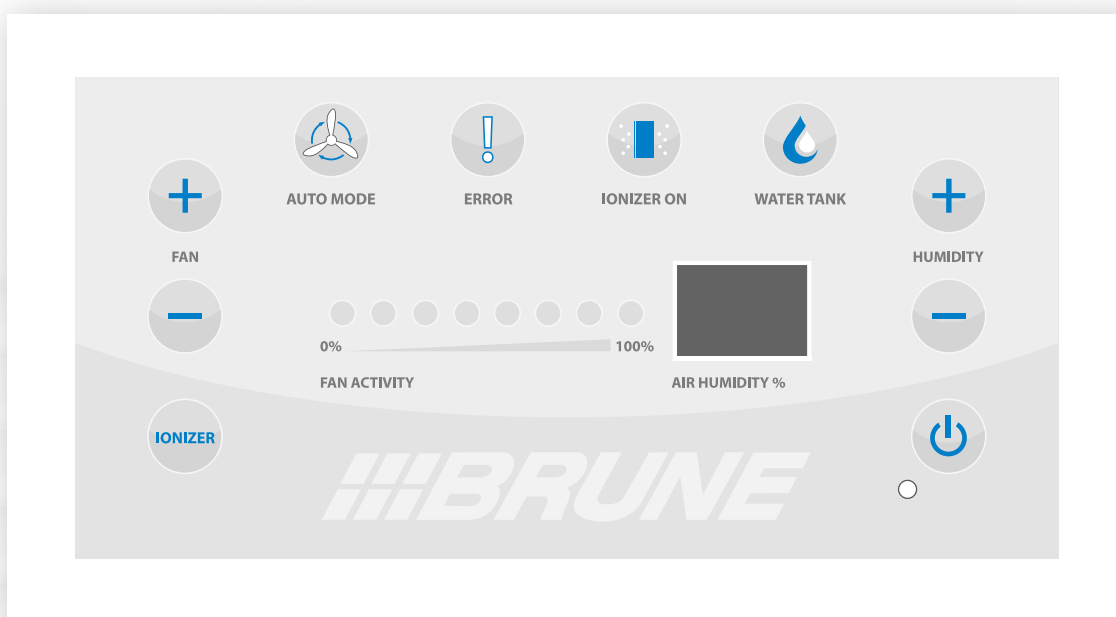 AUTO MODE
ERROR
IONIZER ON
WATER TANK
FAN
HUMIDITY
0%
100%
FAN ACTIVITY
AIR HUMIDITY %
IONIZER
BRUNE